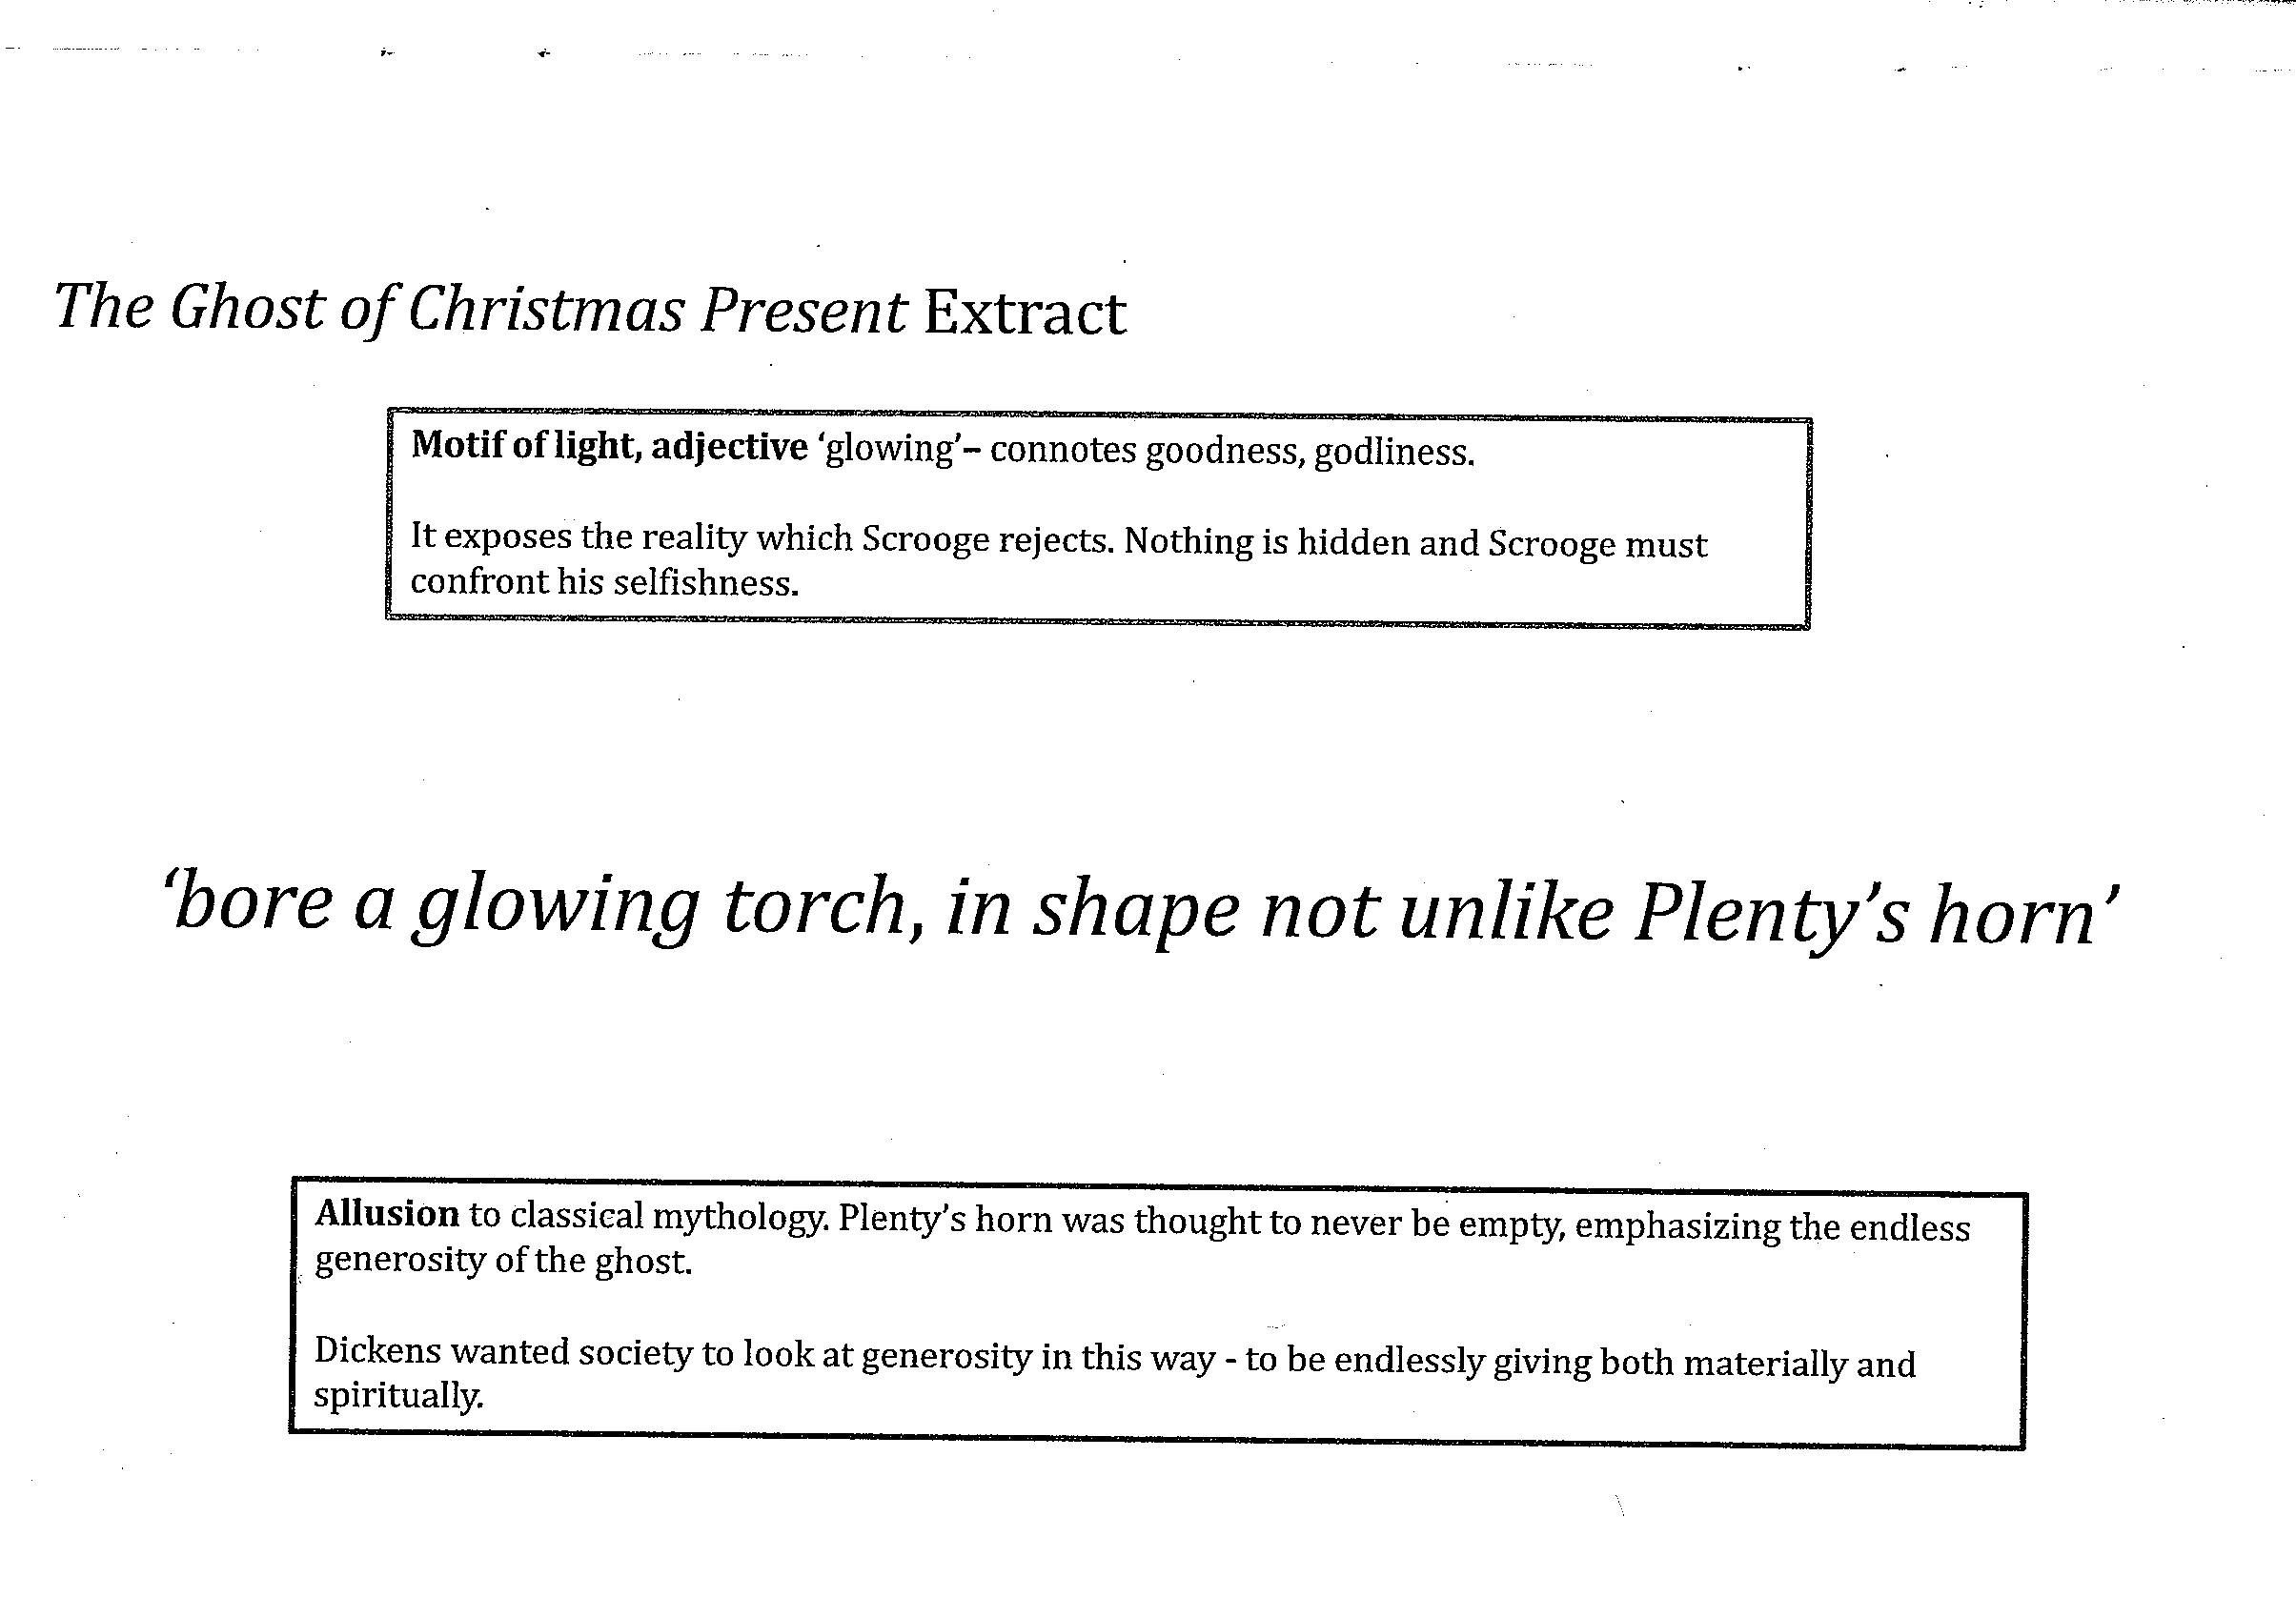 The Ghost of Christmas Present Extract
Motif of light, adjective ‘glowing’– connotes goodness, godliness.
It exposes the reality which Scrooge rejects. Nothing is hidden and Scrooge must
confront his selfishness.
‘bore a glowing torch, in shape not unlike Plenty’s horn’
Allusion to classical mythology. Plenty’s horn was thought to never be empty, emphasizing the endless
generosity of the ghost.
Dickens wanted society to look at generosity in this way - to be endlessly giving both materially and
spiritually.